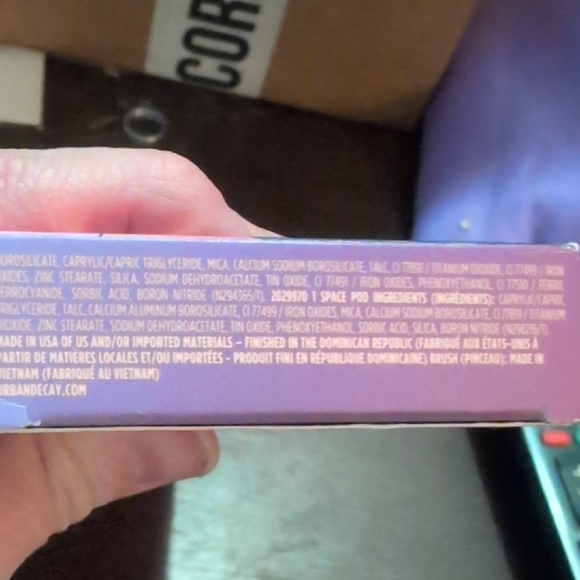 COR
OROSILICATE, CAPRYLIC/CAPRIC TRIGLYCERIDE, MICA, CALCIUM SODIUM BOROSILICATE, TALC, CI 77891 / TITANIUM DIOXIDE, CI 77499 / IRON
OXIDES, ZINC STEARATE, SILICA, SODIUM DEHYDROACETATE, TIN OXIDE, CI 77491 / IRON OXIDES, PHENOXYETHANOL, CI 77510 / FERRIC
FERROCYANIDE, SORBIC ACID, BORON NITRIDE (N294365/1). 2029970 1 SPACE POD INGREDIENTS (INGRÉDIENTS): CAPRYLIC/CAPRIC
TRIGLYCERIDE, TALC, CALCIUM ALUMINUM BOROSILICATE, CI 77499 / IRON OXIDES, MICA, CALCIUM SODIUM BOROSILICATE, CI 77891 / TITANIUM
DIOXIDE, ZINC STEARATE, SODIUM DEHYDROACETATE, TIN OXIDE, PHENOXYETHANOL, SORBIC ACID, SILICA, BORON NITRIDE
MADE IN USA OF US AND/OR IMPORTED MATERIALS – FINISHED IN THE DOMINICAN REPUBLIC (FABRIQUÉ AUX ÉTATS-UNIS À
PARTIR DE MATIÈRES LOCALES ET/OU IMPORTÉES – PRODUIT FINI EN RÉPUBLIQUE DOMINICAINE) BRUSH (PINCEAU): MADE IN
VIETNAM (FABRIQUÉ AU VIETNAM)
URBANDECAY.COM